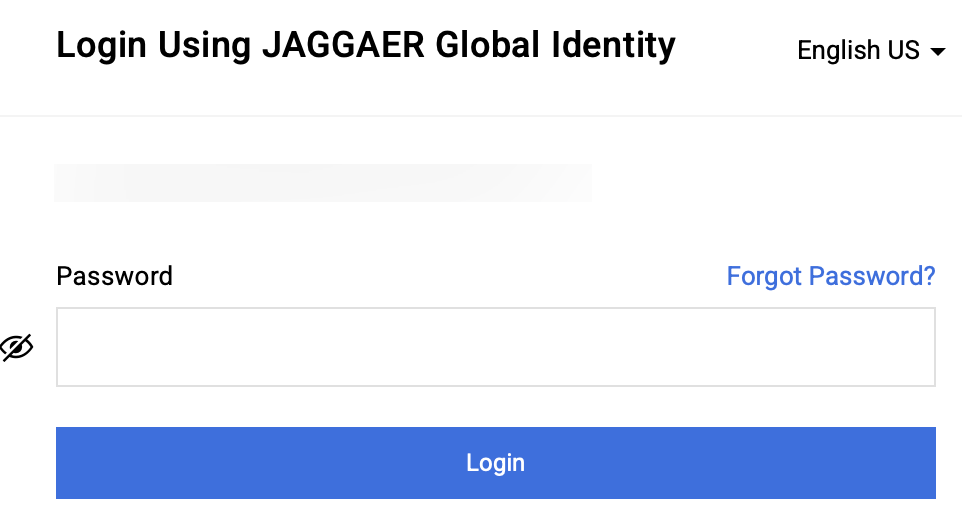 Login Using JAGGAER Global Identity
English US
Password
Forgot Password?
Login